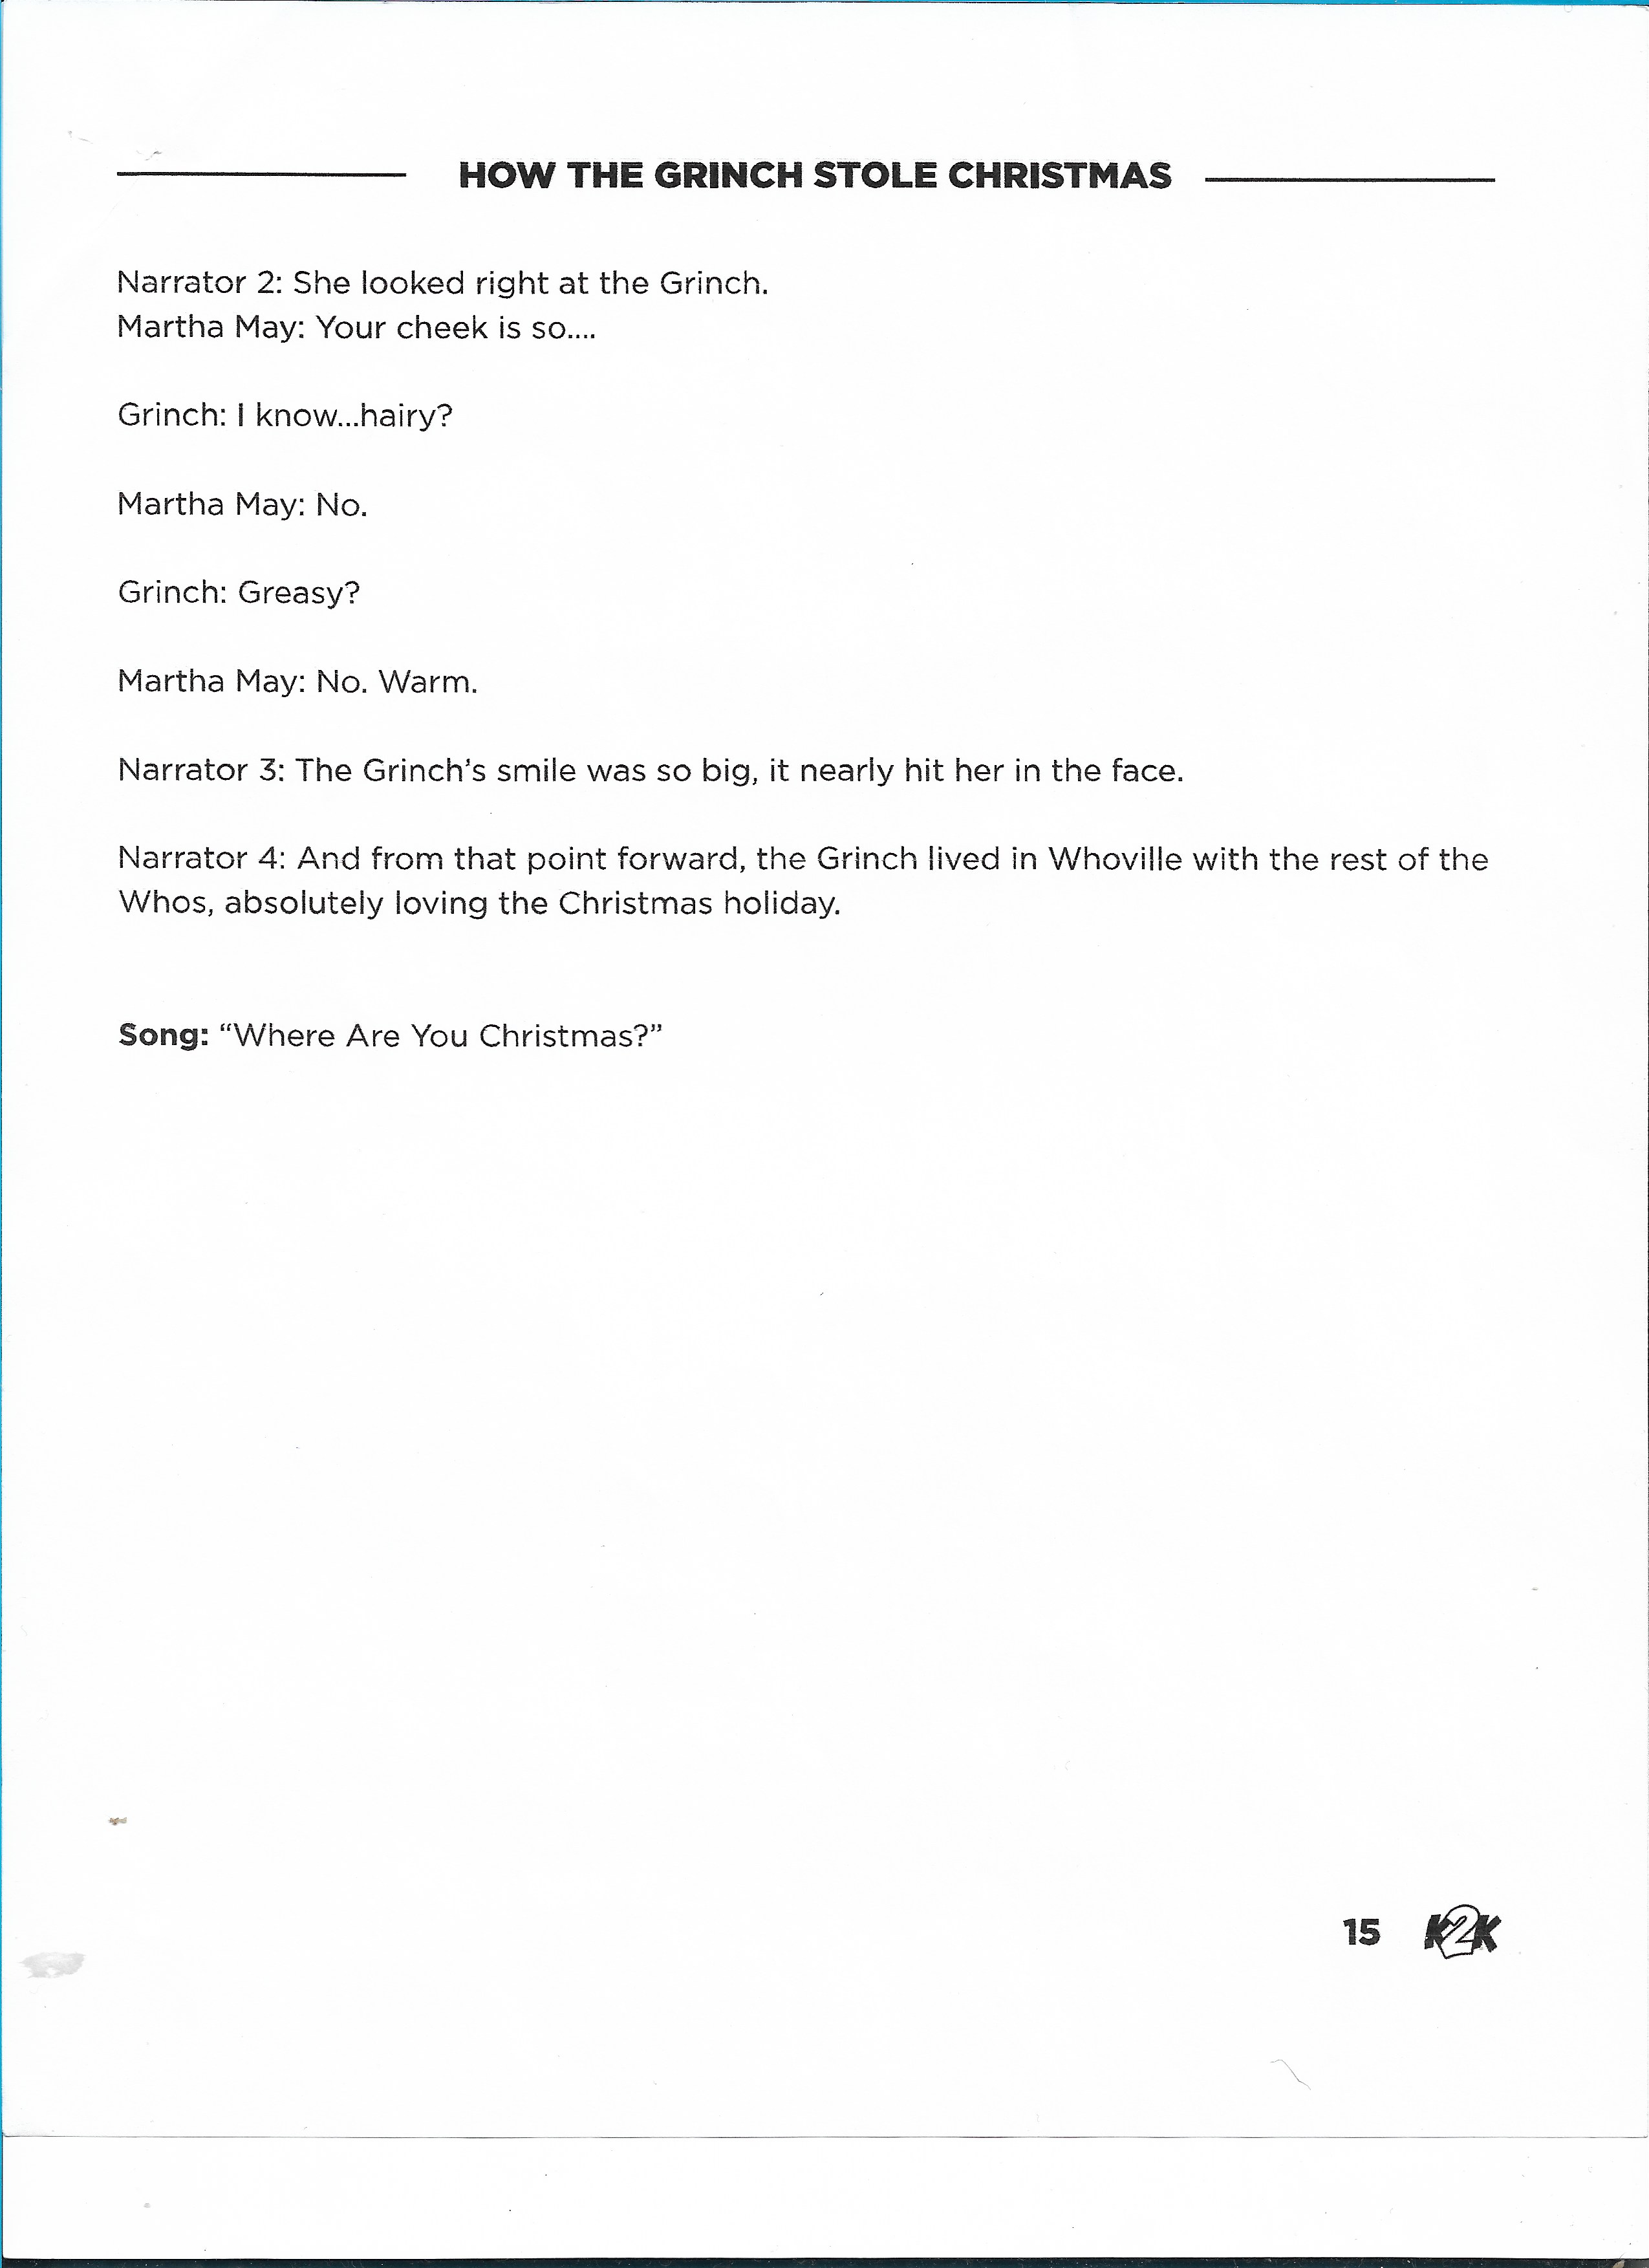 HOW THE GRINCH STOLE CHRISTMAS
Narrator 2: She looked right at the Grinch.
Martha May: Your cheek is so....
Grinch: I know...hairy?
Martha May: No.
Grinch: Greasy?
Martha May: No. Warm.
Narrator 3: The Grinch’s smile was so big, it nearly hit her in the face.
Narrator 4: And from that point forward, the Grinch lived in Whoville with the rest of the
Whos, absolutely loving the Christmas holiday.
Song: “Where Are You Christmas?”
15 K2K